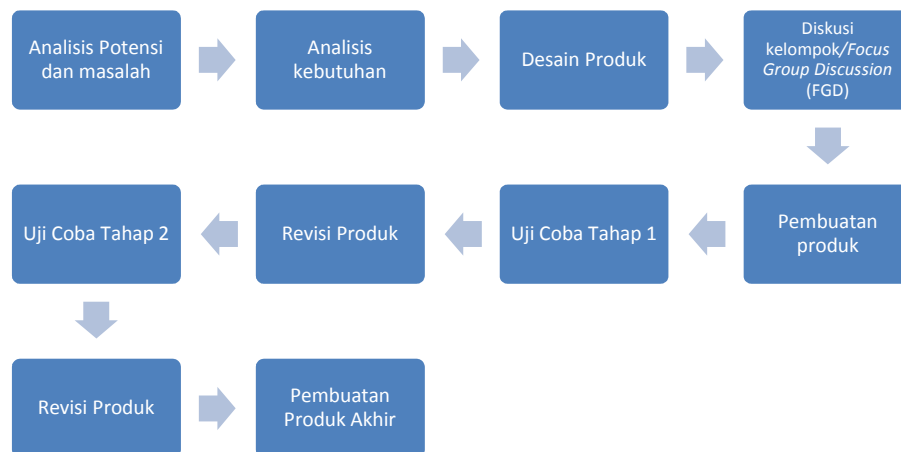 Analisis Potensi
dan masalah
Analisis
kebutuhan
Desain Produk
Diskusi
kelompok/Focus
Group Discussion
(FGD)
Pembuatan
produk
Uji Coba Tahap 1
Revisi Produk
Uji Coba Tahap 2
Revisi Produk
Pembuatan
Produk Akhir